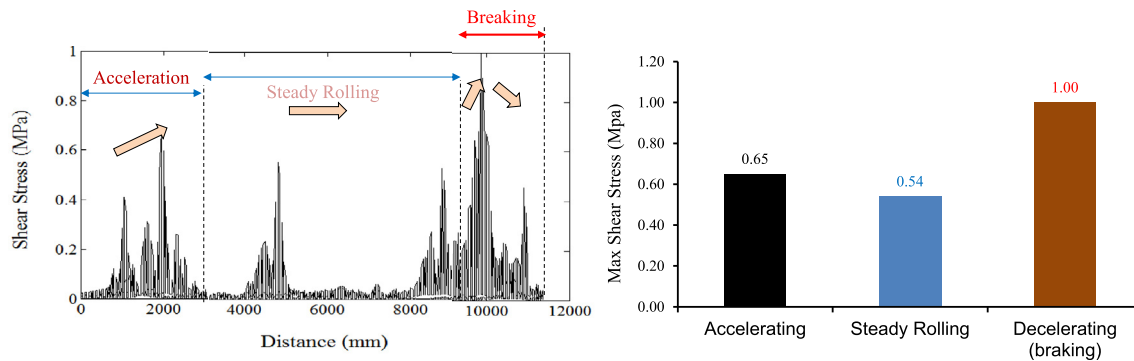 Breaking
1
Acceleration
Steady Rolling
0.8
0.6
0.4
0.2
0
Shear Stress (MPa)
0 2000 4000 6000 8000 10000 12000
Distance (mm)
1.20
1.00
0.80
0.60
0.40
0.20
0.00
Max Shear Stress (Mpa)
0.65
0.54
1.00
Accelerating Steady Rolling Decelerating
(braking)